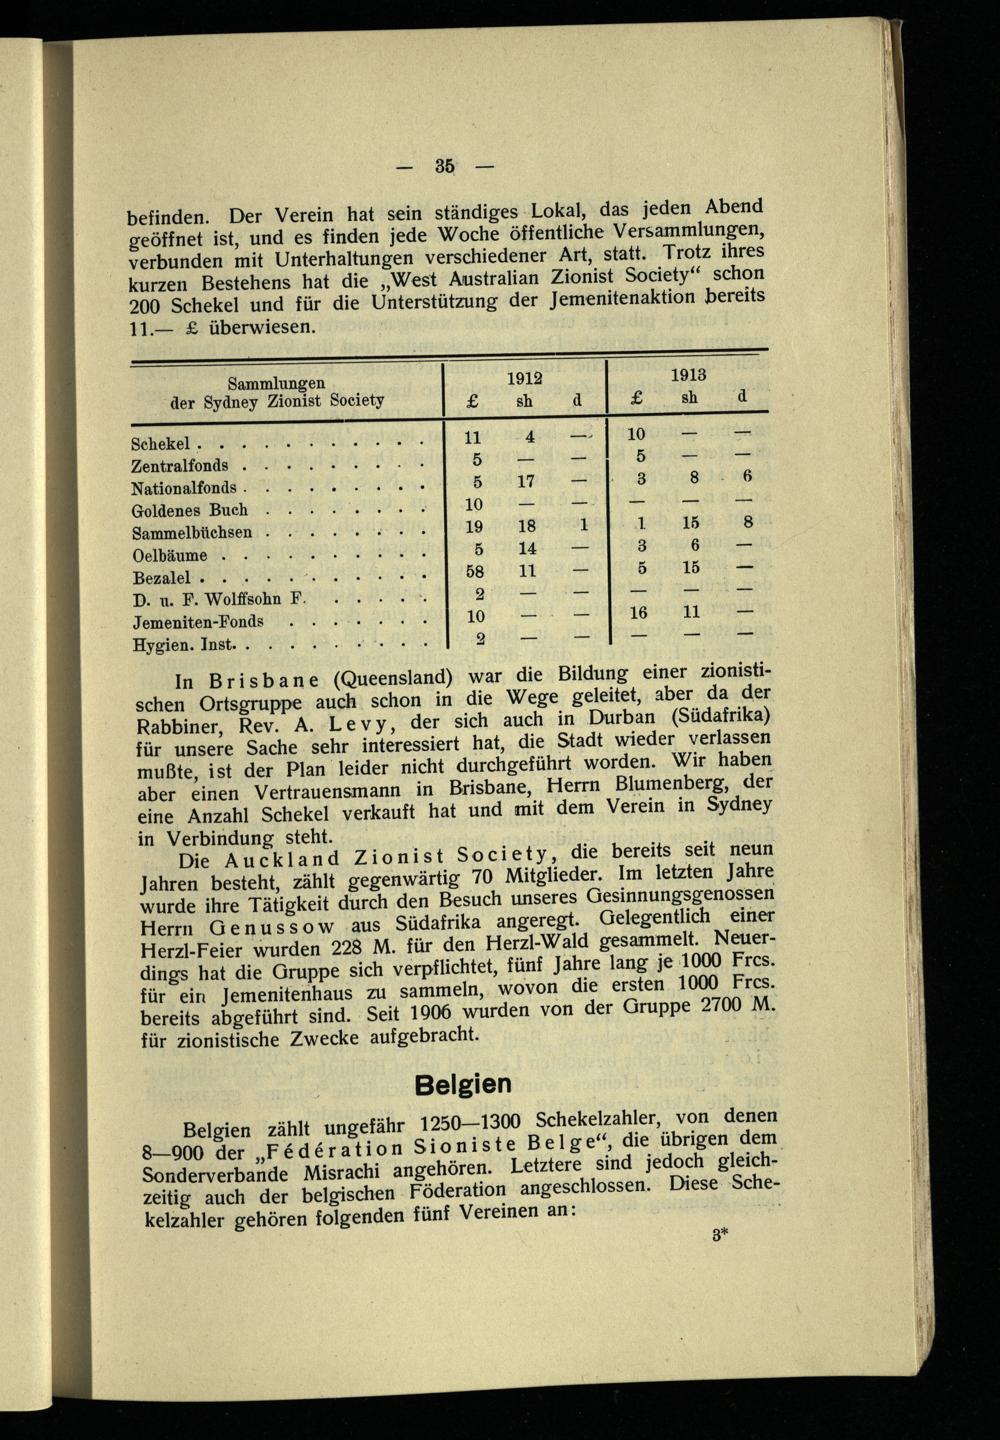 — 35 —
befinden. Der Verein hat sein ständiges Lokal, das jeden Abend
geöffnet ist, und es finden jede Woche öffentliche Versammlungen,
verbunden mit Unterhaltungen verschiedener Art, statt. Trotz ihres
kurzen Bestehens hat die „West Australian Zionist Society“ schon
200 Schekel und für die Unterstützung der Jemenitenaktion bereits
11.— £ überwiesen.
Sammlungen 1912 1913
der Sydney Zionist Society £ sh d £ sh d
Schekel . . . . . . . . . . . 11 4 — 10 — —
Zentralfonds . . . . . . . . . 5 — — 5 — —
Nationalfonds . . . . . . . . . 5 17 — 3 8 6
Goldenes Buch . . . . . . . . 10 — — — — —
Sammelbüchsen . . . . . . . . 19 18 1 1 15 8
Oelbäume . . . . . . . . . . 5 14 — 3 6 —
Bezalel . . . . . . . . . . . 58 11 — 5 15 —
D. u. F. Wolffsohn F. . . . . . 2 — — — — —
Jemeniten-Fonds . . . . . . . 10 — — 16 11 —
Hygien. Inst. . . . . . . . . . 2 — — — — —
In Brisbane (Queensland) war die Bildung einer zionisti-
schen Ortsgruppe auch schon in die Wege geleitet, aber da der
Rabbiner, Rev. A. Levy, der sich auch in Durban (Südafrika)
für unsere Sache sehr interessiert hat, die Stadt wieder verlassen
mußte, ist der Plan leider nicht durchgeführt worden. Wir haben
aber einen Vertrauensmann in Brisbane, Herrn Blumenberg, der
eine Anzahl Schekel verkauft hat und mit dem Verein in Sydney
in Verbindung steht.
Die Auckland Zionist Society, die bereits seit neun
Jahren besteht, zählt gegenwärtig 70 Mitglieder. Im letzten Jahre
wurde ihre Tätigkeit durch den Besuch unseres Gesinnungsgenossen
Herrn Genussow aus Südafrika angeregt. Gelegentlich einer
Herzl-Feier wurden 228 M. für den Herzl-Wald gesammelt. Neuer-
dings hat die Gruppe sich verpflichtet, fünf Jahre lang je 1000 Frcs.
für ein Jemenitenhaus zu sammeln, wovon die ersten 1000 Frcs.
bereits abgeführt sind. Seit 1906 wurden von der Gruppe 2700 M.
für zionistische Zwecke aufgebracht.
Belgien
Belgien zählt ungefähr 1250—1300 Schekelzahler, von denen
8—900 der „Fédération Sioniste Belge“, die übrigen dem
Sonderverbande Misrachi angehören. Letztere sind jedoch gleich-
zeitig auch der belgischen Föderation angeschlossen. Diese Sche-
kelzahler gehören folgenden fünf Vereinen an:
3*